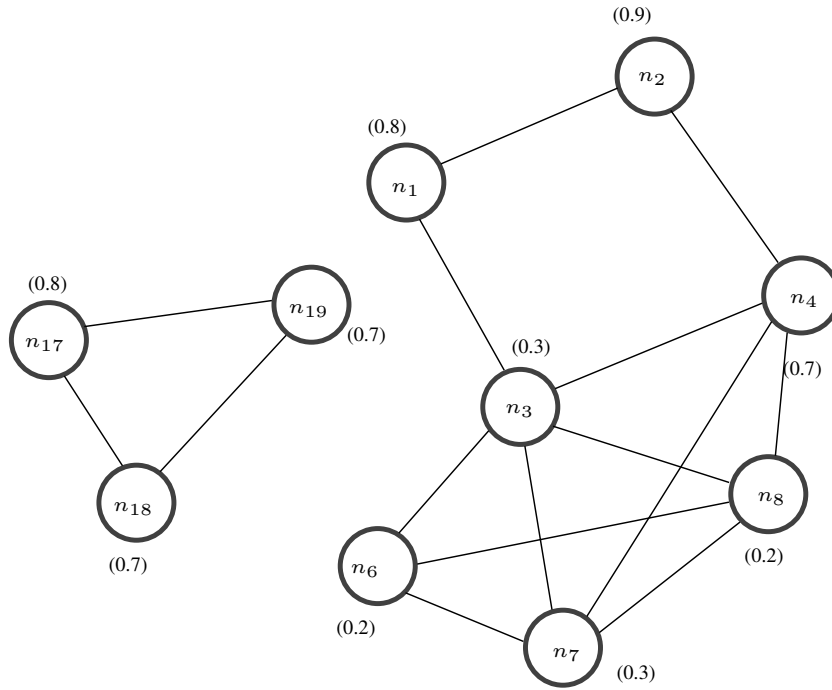 (0.9)
n2
(0.8)
n1
(0.8)
n19
n4
n17
(0.7)
(0.3)
(0.7)
n3
n8
n18
(0.2)
(0.7)
n6
(0.2)
n7
(0.3)